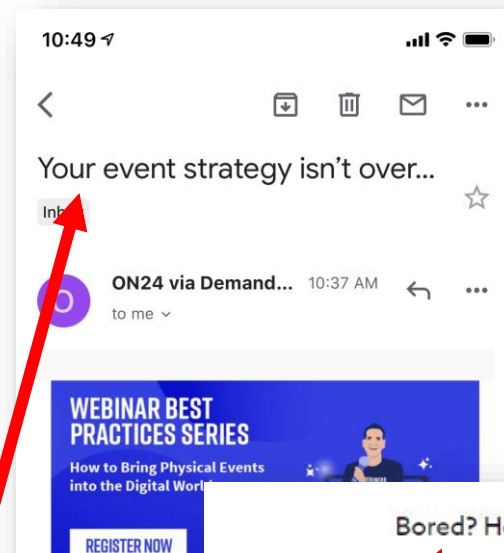 10:49
Your event strategy isn't over...
ON24 via Demand... 10:37 AM
to me
WEBINAR BEST
PRACTICES SERIES
How to Bring Physical Events
into the Digital
REGISTER NOW
Bored?